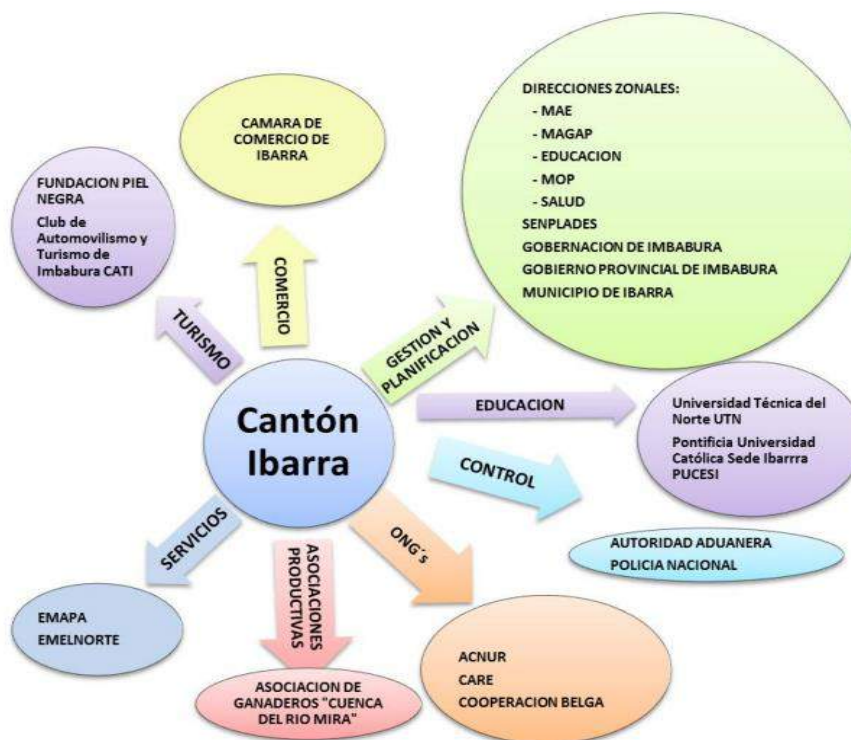 CAMARA DE
COMERCIO DE
IBARRA
DIRECCIONES ZONALES:
- MAE
- MAGAP
- EDUCACION
- MOP
- SALUD
SENPLADES
GOBERNACION DE IMBABURA
GOBIERNO PROVINCIAL DE IMBABURA
MUNICIPIO DE IBARRA
FUNDACION PIEL
NEGRA
Club de
Automovilismo y
Turismo de
Imbabura CATI
TURISMO
COMERCIO
GESTION Y
PLANIFICACION
EDUCACION
Universidad Técnica del
Norte UTN
Pontificia Universidad
Católica Sede Ibarrra
PUCESI
Cantón
Ibarra
CONTROL
AUTORIDAD ADUANERA
POLICIA NACIONAL
SERVICIOS
ASOCIACIONES
PRODUCTIVAS
ONG´s
EMAPA
EMELNORTE
ASOCIACION DE
GANADEROS "CUENCA
DEL RIO MIRA"
ACNUR
CARE
COOPERACION BELGA